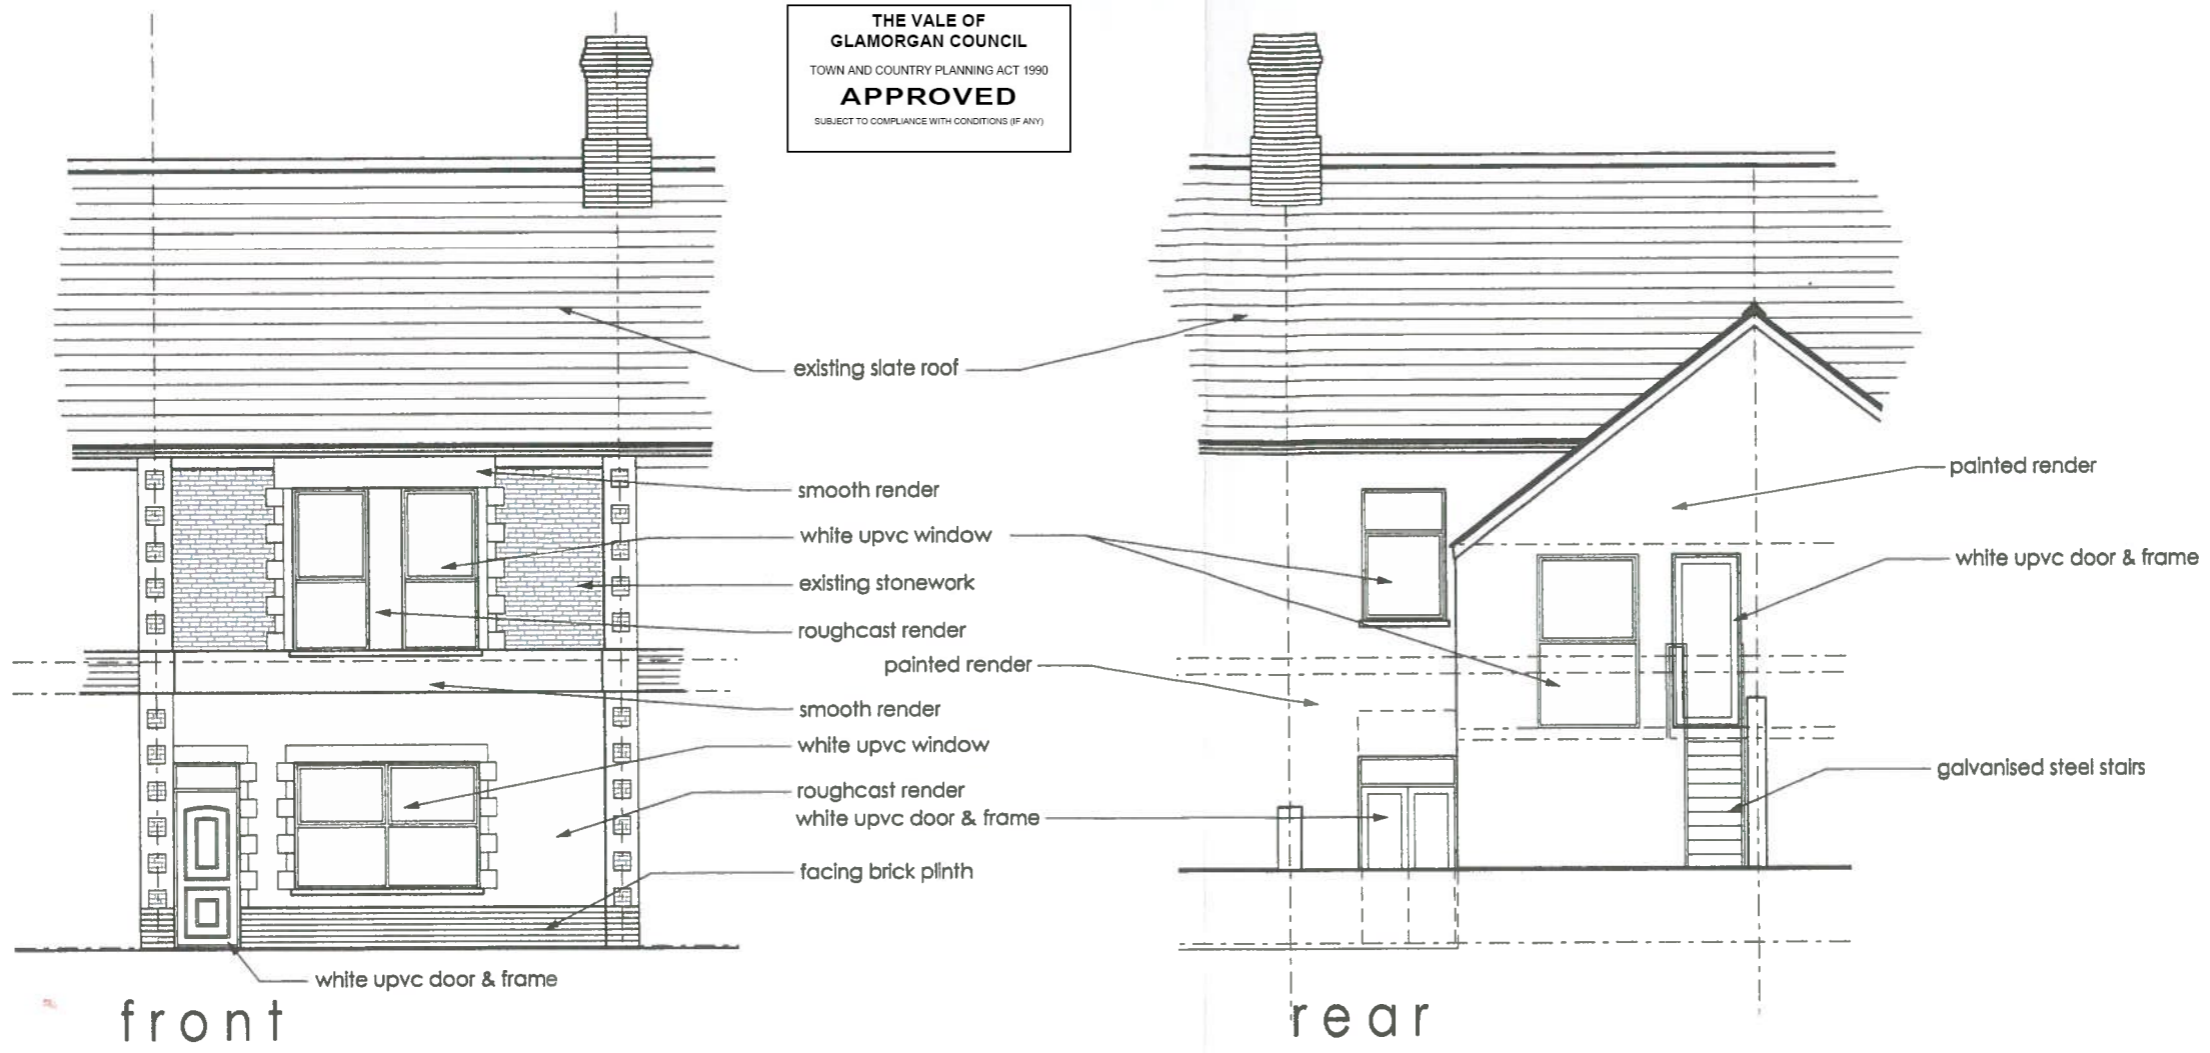 THE VALE OF
GLAMORGAN COUNCIL
TOWN AND COUNTRY PLANNING ACT 1990
APPROVED
SUBJECT TO COMPLIANCE WITH CONDITIONS (IF ANY)
existing slate roof
smooth render
white upvc window
existing stonework
roughcast render
painted render
smooth render
white upvc window
roughcast render
white upvc door & frame
facing brick plinth
white upvc door & frame
painted render
white upvc door & frame
galvanised steel stairs
front
rear